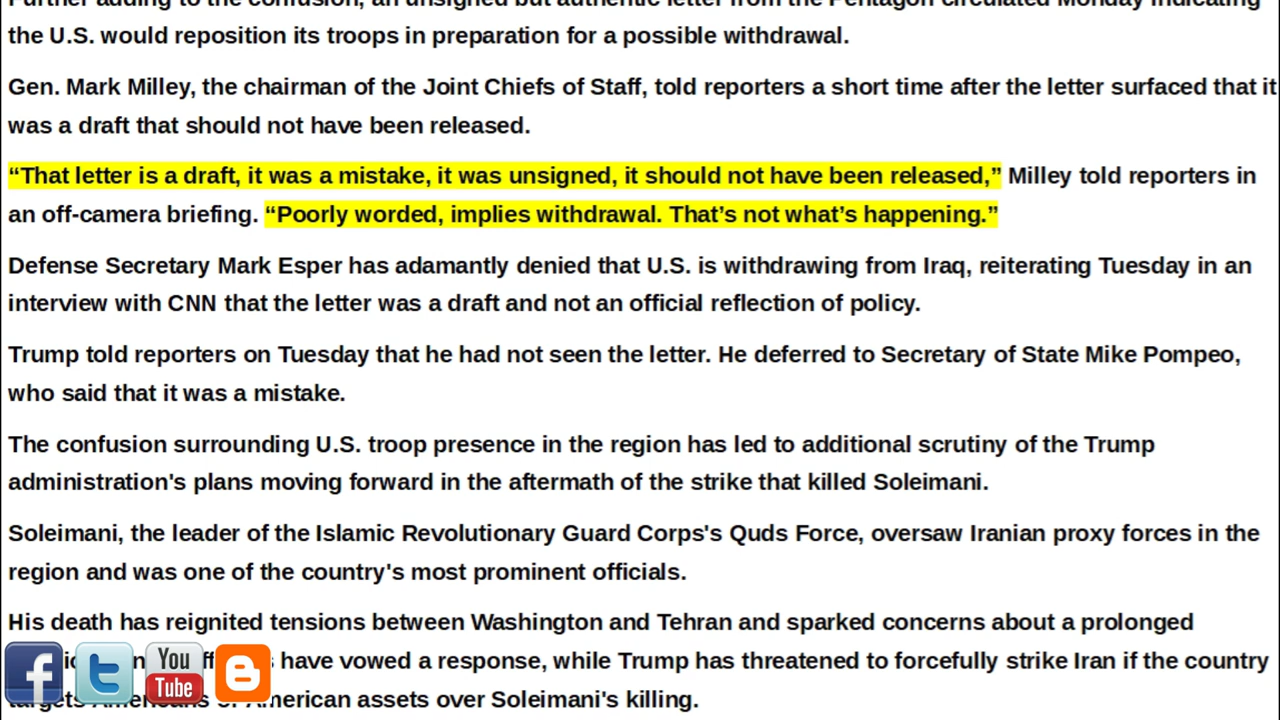 Further adding to the confusion, an unsigned but authentic letter from the Pentagon circulated Monday indicating
the U.S. would reposition its troops in preparation for a possible withdrawal.
Gen. Mark Milley, the chairman of the Joint Chiefs of Staff, told reporters a short time after the letter surfaced that it
was a draft that should not have been released.
“That letter is a draft, it was a mistake, it was unsigned, it should not have been released,” Milley told reporters in
an off-camera briefing. “Poorly worded, implies withdrawal. That’s not what’s happening.”
Defense Secretary Mark Esper has adamantly denied that U.S. is withdrawing from Iraq, reiterating Tuesday in an
interview with CNN that the letter was a draft and not an official reflection of policy.
Trump told reporters on Tuesday that he had not seen the letter. He deferred to Secretary of State Mike Pompeo,
who said that it was a mistake.
The confusion surrounding U.S. troop presence in the region has led to additional scrutiny of the Trump
administration's plans moving forward in the aftermath of the strike that killed Soleimani.
Soleimani, the leader of the Islamic Revolutionary Guard Corps's Quds Force, oversaw Iranian proxy forces in the
region and was one of the country's most prominent officials.
His death has reignited tensions between Washington and Tehran and sparked concerns about a prolonged
have vowed a response, while Trump has threatened to forcefully strike Iran if the country
targets Americans or American assets over Soleimani's killing.
You
Tube